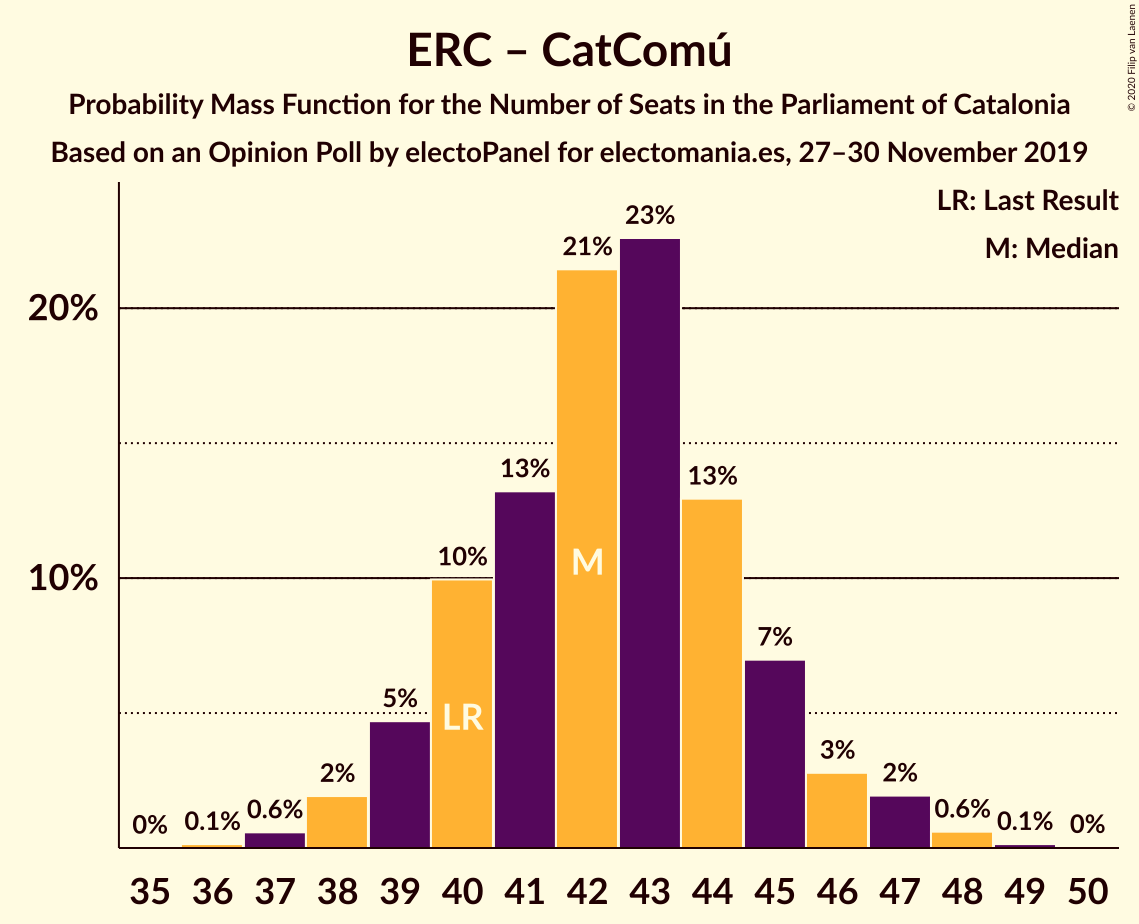 ERC – CatComú
Probability Mass Function for the Number of Seats in the Parliament of Catalonia
Based on an Opinion Poll by electoPanel for electomania.es, 27–30 November 2019
© 2020 Filip van Laenen
LR: Last Result
M: Median
20%
10%
0%
0.1%
0.6%
2%
5%
10%
13%
21%
23%
13%
7%
3%
2%
0.6%
0.1%
0%
LR
M
35 36 37 38 39 40 41 42 43 44 45 46 47 48 49 50